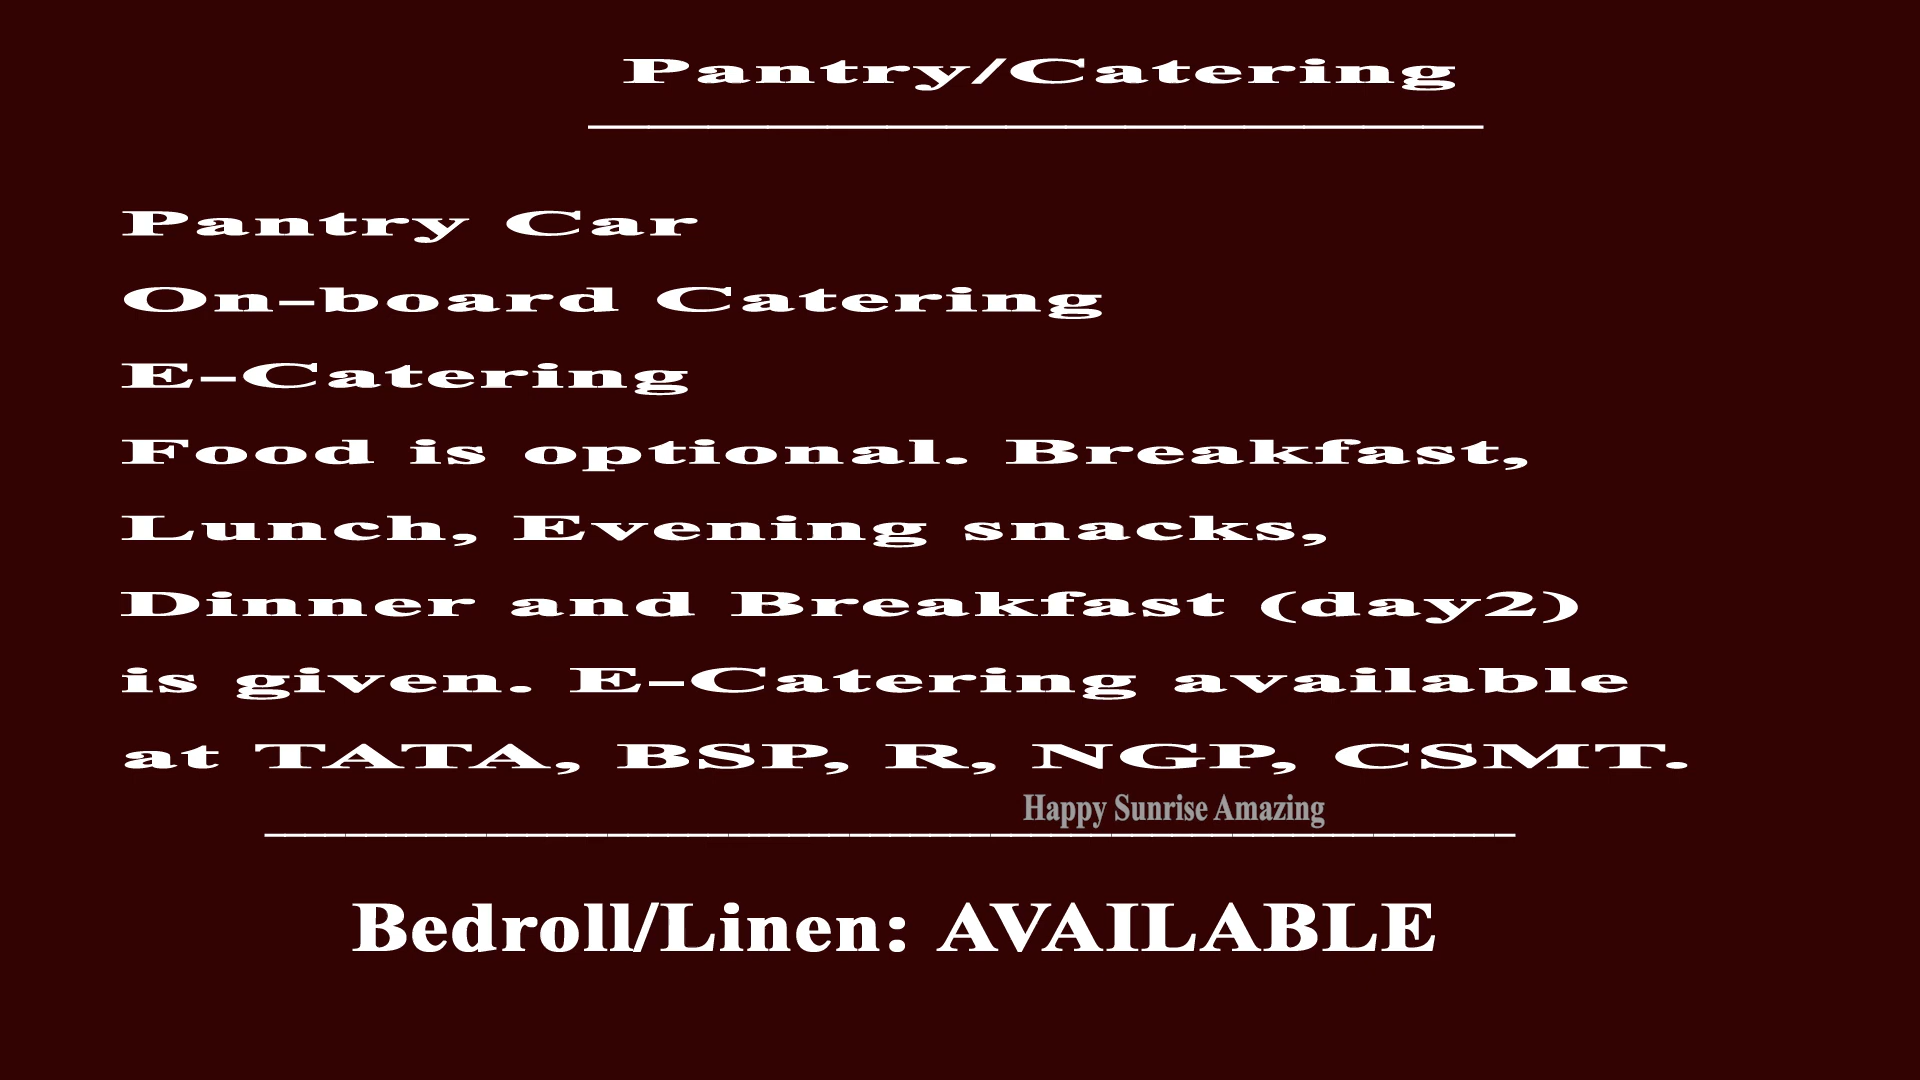 Pantry/Catering
Pantry Car
On-board Catering
E-Catering
Food is optional. Breakfast,
Lunch, Evening snacks,
Dinner and Breakfast (day2)
is given. E-Catering available
at TATA, BSP, R, NGP, CSMT.
Happy Sunrise Amazing
Bedroll/Linen: AVAILABLE